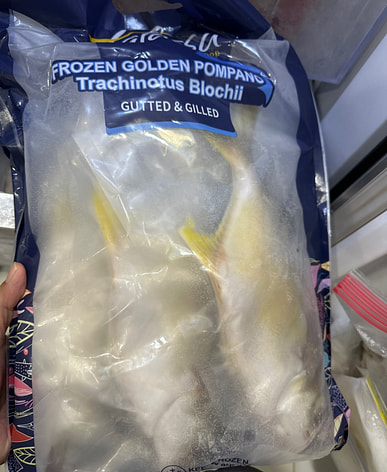 FROZEN GOLDEN POMPANO
Trachinotus Blochii
GUTTED & GILLED